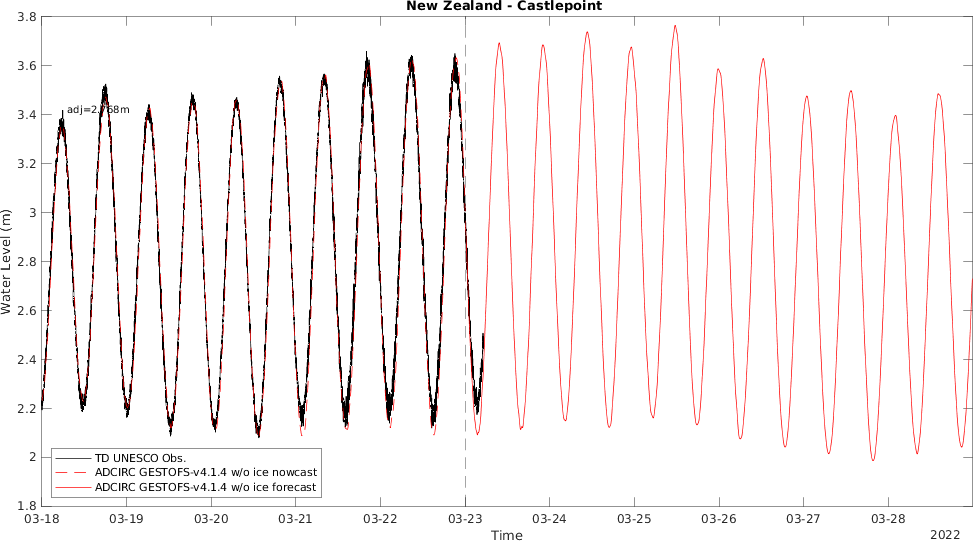 New Zealand - Castlepoint
3.8
3.6
3.4
3.2
3
2.8
2.6
2.4
2.2
2
1.8
Water Level (m)
TD UNESCO Obs.
ADCIRC GESTOFS-v4.1.4 w/o ice nowcast
ADCIRC GESTOFS-v4.1.4 w/o ice forecast
03-18 03-19 03-20 03-21 03-22 03-23 03-24 03-25 03-26 03-27 03-28
Time
2022